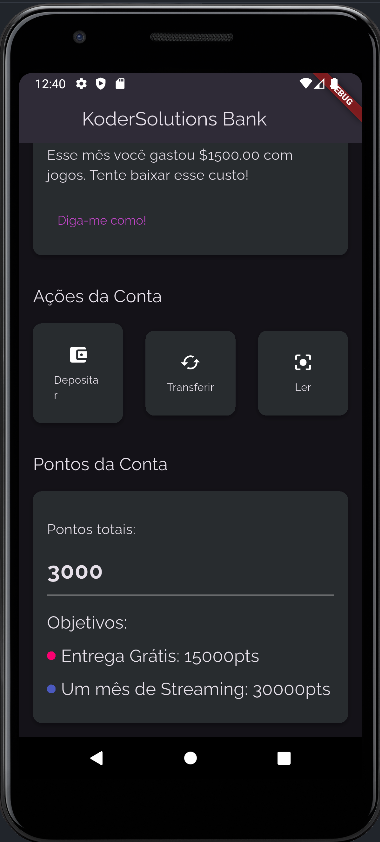 12:40
DEBUG
KoderSolutions Bank
Esse mês você gastou $1500.00 com
jogos. Tente baixar esse custo!
Diga-me como!
Ações da Conta
Deposita
r
Transferir
Ler
Pontos da Conta
Pontos totais:
3000
Objetivos:
Entrega Grátis: 15000pts
Um mês de Streaming: 30000pts